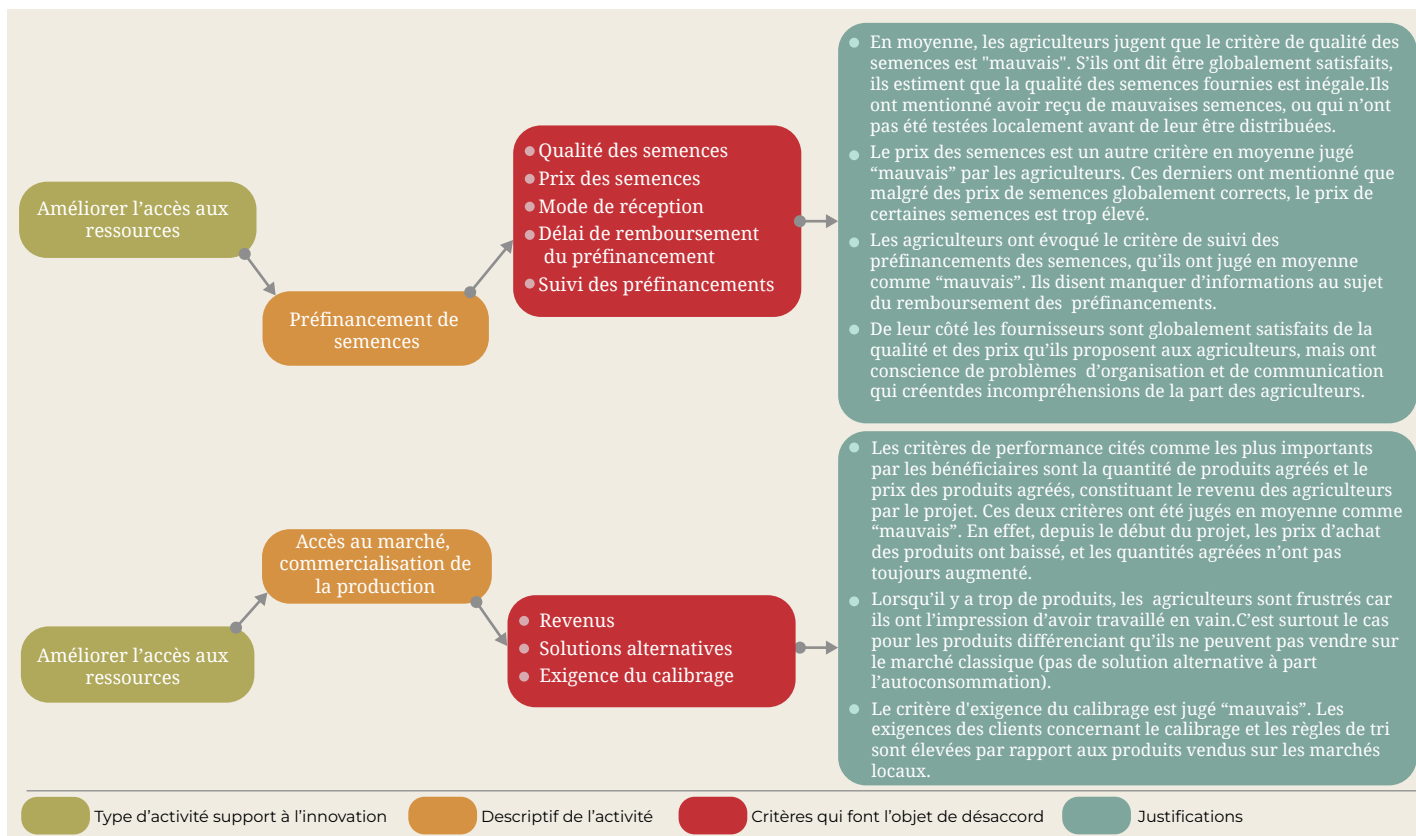 Améliorer l'accès aux
ressources
Préfinancement de
semences
Qualité des semences
Prix des semences
Mode de réception
Délai de remboursement
du préfinancement
Suivi des préfinancements
En moyenne, les agriculteurs jugent que le critère de qualité des
semences est "mauvais". S’ils ont dit être globalement satisfaits,
ils estiment que la qualité des semences fournies est inégale.Ils
ont mentionné avoir reçu de mauvaises semences, ou qui n’ont
pas été testées localement avant de leur être distribuées.
Le prix des semences est un autre critère en moyenne jugé
“mauvais” par les agriculteurs. Ces derniers ont mentionné que
malgré des prix de semences globalement corrects, le prix de
certaines semences est trop élevé.
Les agriculteurs ont évoqué le critère de suivi des
préfinancements des semences, qu’ils ont jugé en moyenne
comme “mauvais”. Ils disent manquer d’informations au sujet
du remboursement des préfinancements.
De leur côté les fournisseurs sont globalement satisfaits de la
qualité et des prix qu’ils proposent aux agriculteurs, mais ont
conscience de problèmes d’organisation et de communication
qui créentdes incompréhensions de la part des agriculteurs.
Améliorer l’accès aux
ressources
Accès au marché,
commercialisation de
la production
Revenus
Solutions alternatives
Exigence du calibrage
Les critères de performance cités comme les plus importants
par les bénéficiaires sont la quantité de produits agréés et le
prix des produits agréés, constituant le revenu des agriculteurs
par le projet. Ces deux critères ont été jugés en moyenne comme
“mauvais”. En effet, depuis le début du projet, les prix d’achat
des produits ont baissé, et les quantités agréées n’ont pas
toujours augmenté.
Lorsqu’il y a trop de produits, les agriculteurs sont frustrés car
ils ont l’impression d’avoir travaillé en vain.C’est surtout le cas
pour les produits différenciant qu’ils ne peuvent pas vendre sur
le marché classique (pas de solution alternative à part
l’autoconsommation).
Le critère d'exigence du calibrage est jugé “mauvais”. Les
exigences des clients concernant le calibrage et les règles de tri
sont élevées par rapport aux produits vendus sur les marchés
locaux.
Type d’activité support à l’innovation
Descriptif de l’activité
Critères qui font l’objet de désaccord
Justifications